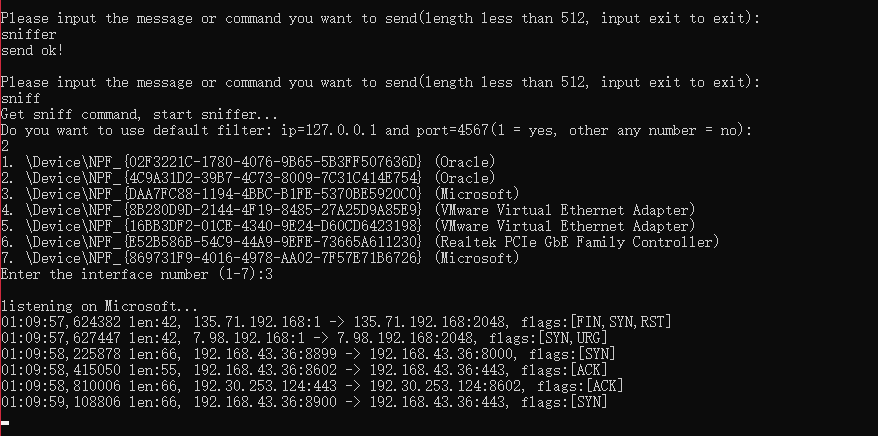 Please input the message or command you want to send(length less than 512, input exit to exit):
sniffer
send ok!
Please input the message or command you want to send(length less than 512, input exit to exit):
sniff
Get sniff command, start sniffer...
Do you want to use default filter: ip=127.0.0.1 and port=4567(1 = yes, other any number = no):
2
1. \Device\NPF_{02F3221C-1780-4076-9B65-5B3FF507636D} (Oracle)
2. \Device\NPF_{4C9A31D2-39B7-4C73-8009-7C31C414E754} (Oracle)
3. \Device\NPF_{DAA7FC88-1194-4BBC-B1FE-5370BE5920C0} (Microsoft)
4. \Device\NPF_{8B280D9D-2144-4F19-8485-27A25D9A85E9} (VMware Virtual Ethernet Adapter)
5. \Device\NPF_{16BB3DF2-01CE-4340-9E24-D60CD6423198} (VMware Virtual Ethernet Adapter)
6. \Device\NPF_{E52B586B-54C9-44A9-9EFE-73665A611230} (Realtek PCIe GbE Family Controller)
7. \Device\NPF_{869731F9-4016-4978-AA02-7F57E71B6726} (Microsoft)
Enter the interface number (1-7):3
listening on Microsoft...
01:09:57,624382 len:42, 135.71.192.168:1 -> 135.71.192.168:2048, flags:[FIN,SYN,RST]
01:09:57,627447 len:42, 7.98.192.168:1 -> 7.98.192.168:2048, flags:[SYN,URG]
01:09:58,225878 len:66, 192.168.43.36:8899 -> 192.168.43.36:8000, flags:[SYN]
01:09:58,415050 len:55, 192.168.43.36:8602 -> 192.168.43.36:443, flags:[ACK]
01:09:58,810006 len:66, 192.30.253.124:443 -> 192.30.253.124:8602, flags:[ACK]
01:09:59,108806 len:66, 192.168.43.36:8900 -> 192.168.43.36:443, flags:[SYN]